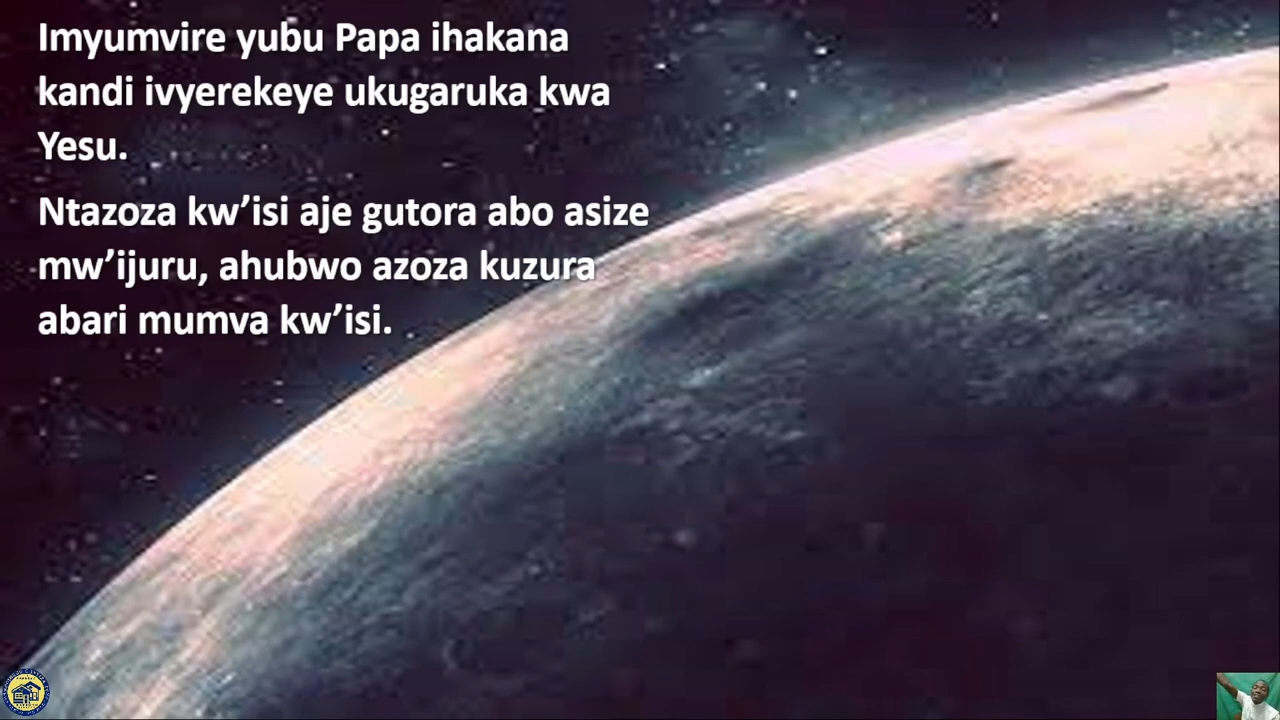 Imyumvire yubu Papa ihakana
kandi ivyerekeye ukugaruka kwa
Yesu.
Ntazoza kw’isi aje gutora abo asize
mw’ijuru, ahubwo azoza kuzura
abari mumva kw’isi.